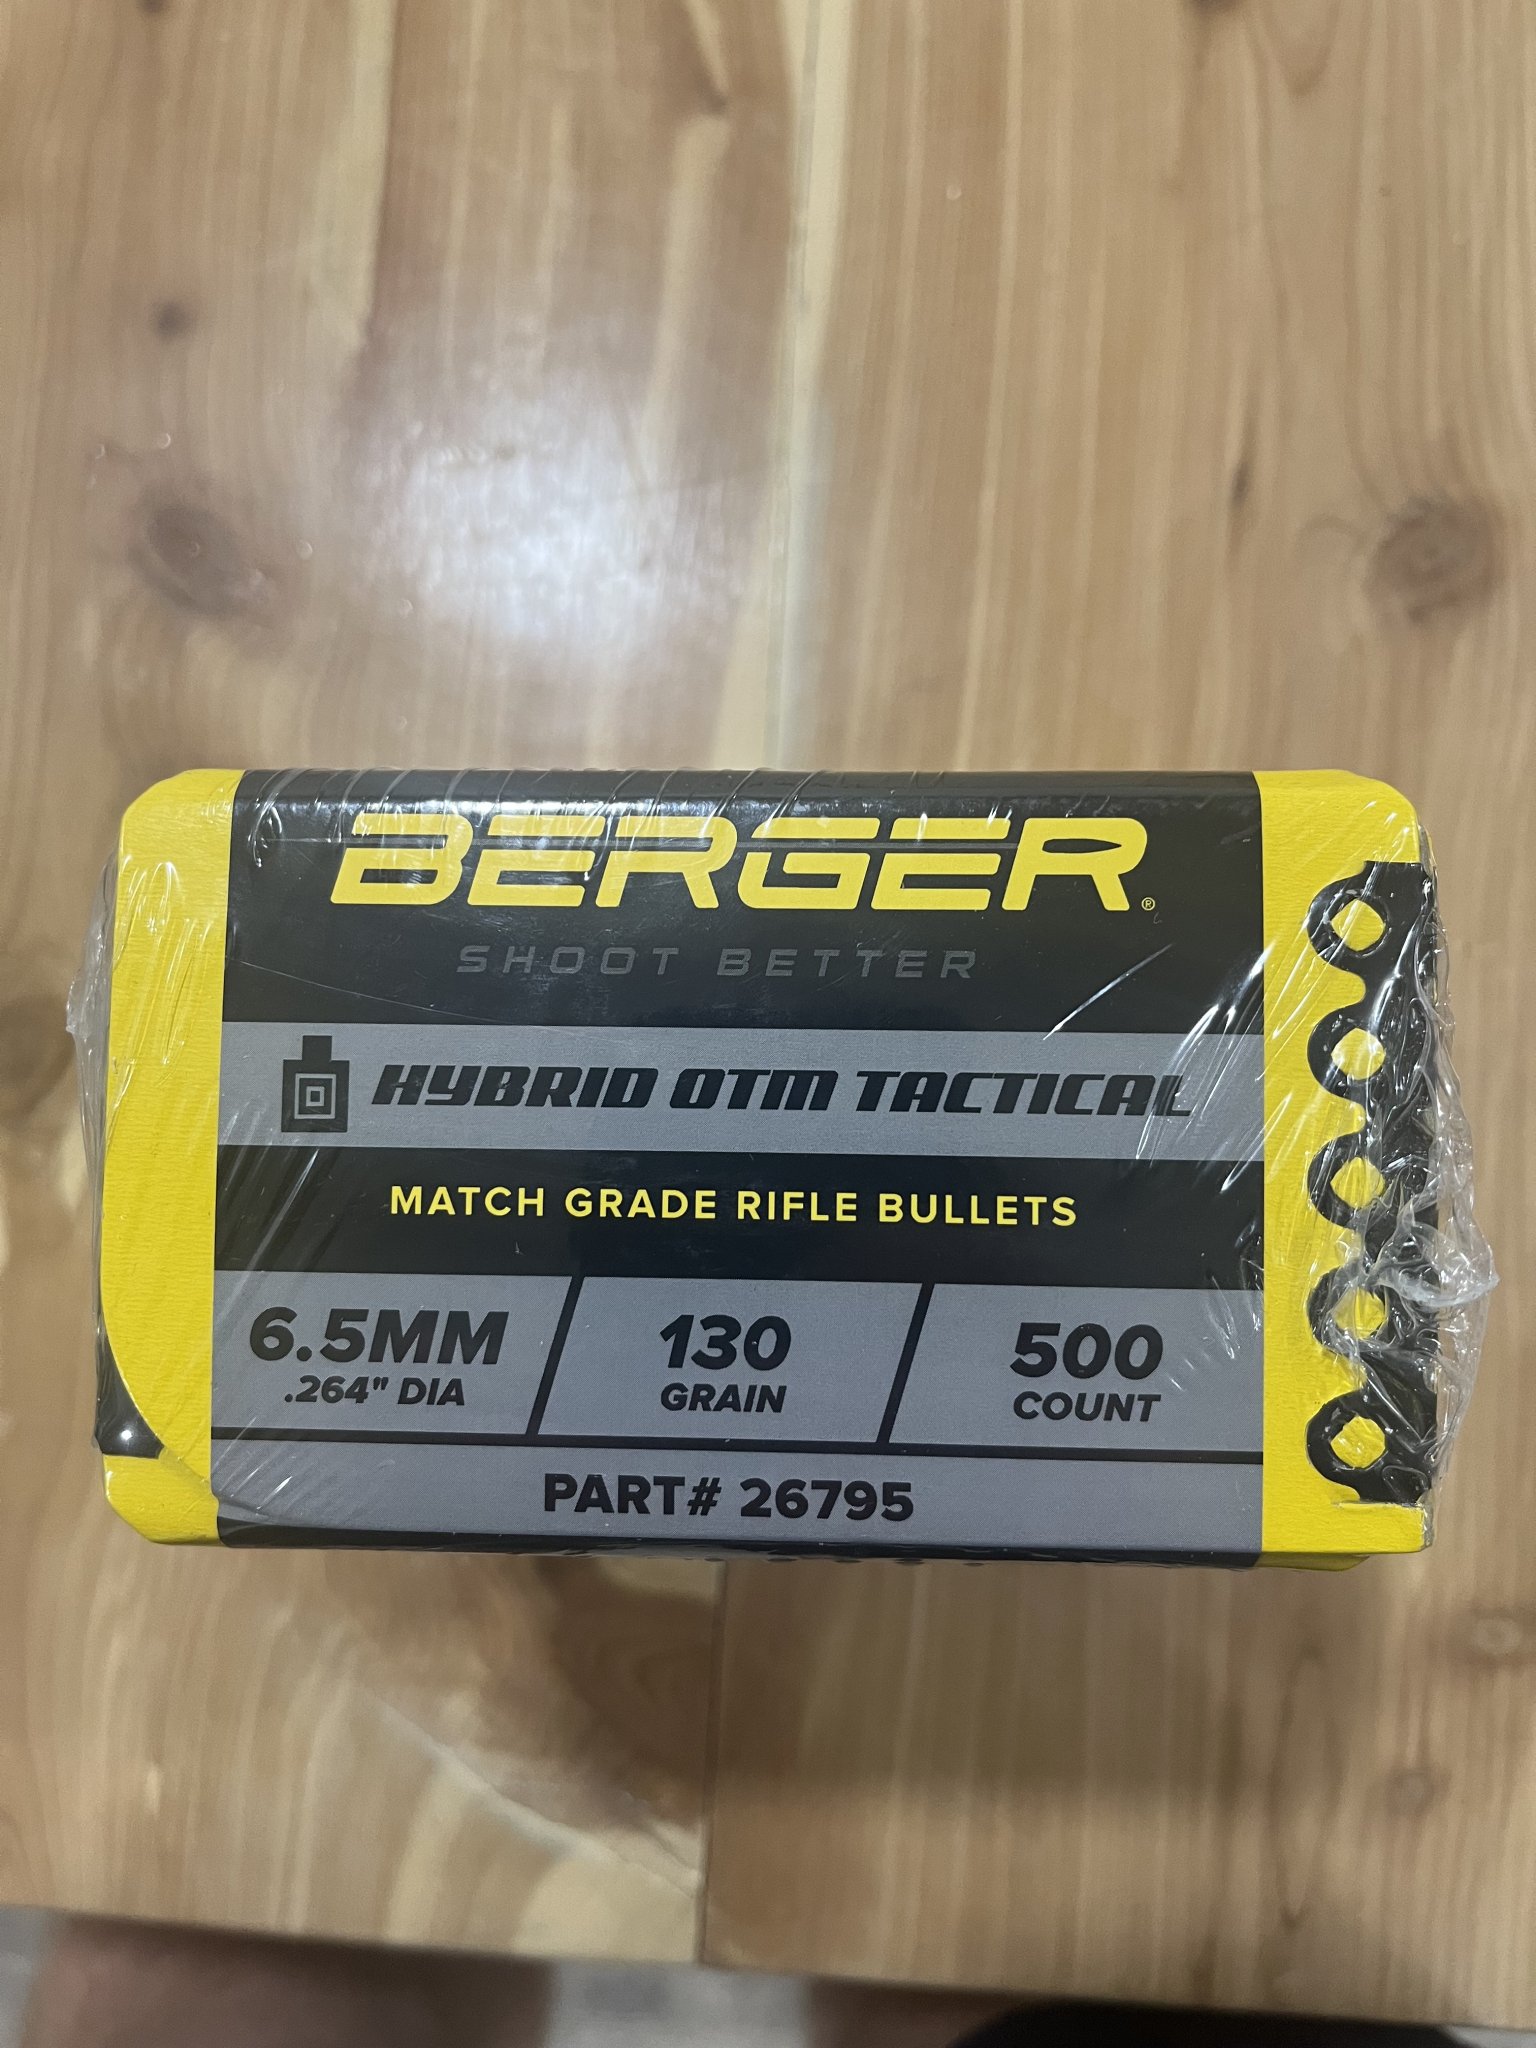 BERGER®
SHOOT BETTER
HYBRID OTM TACTICAL
MATCH GRADE RIFLE BULLETS
6.5MM
.264" DIA
130
GRAIN
500
COUNT
PART# 26795